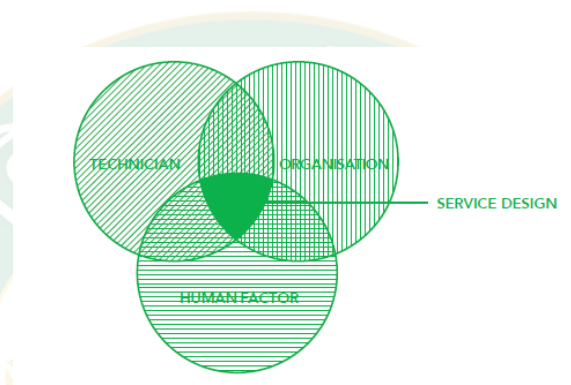 TECHNICIAN
ORGANISATION
SERVICE DESIGN
HUMAN FACTOR